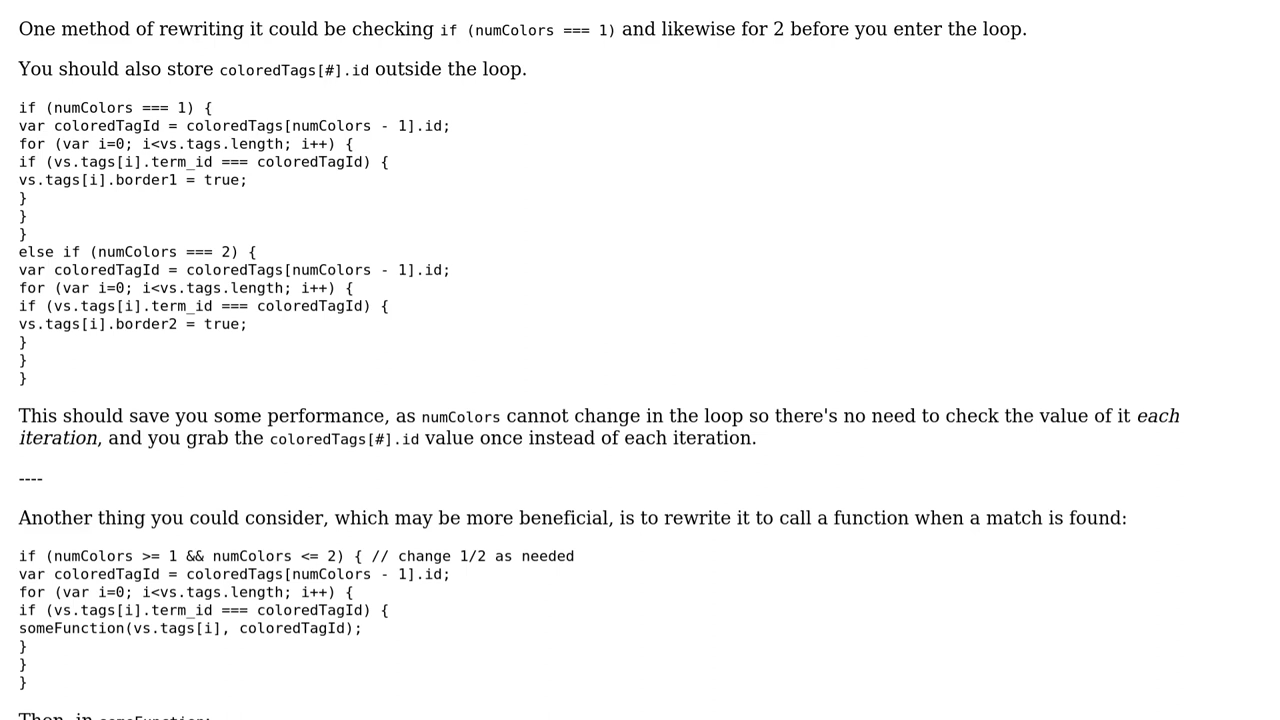 One method of rewriting it could be checking if (numColors === 1) and likewise for 2 before you enter the loop.
You should also store coloredTags[#].id outside the loop.
if (numColors === 1) {
var coloredTagId = coloredTags[numColors - 1].id;
for (var i=0; i<vs.tags.length; i++) {
if (vs.tags[i].term_id === coloredTagId) {
vs.tags[i].border1 = true;
}
}
}
else if (numColors === 2) {
var coloredTagId = coloredTags[numColors - 1].id;
for (var i=0; i<vs.tags.length; i++) {
if (vs.tags[i].term_id === coloredTagId) {
vs.tags[i].border2 = true;
}
}
}
This should save you some performance, as numColors cannot change in the loop so there's no need to check the value of it each
iteration, and you grab the coloredTags[#].id value once instead of each iteration.
----
Another thing you could consider, which may be more beneficial, is to rewrite it to call a function when a match is found:
if (numColors >= 1 && numColors <= 2) { // change 1/2 as needed
var coloredTagId = coloredTags[numColors - 1].id;
for (var i=0; i<vs.tags.length; i++) {
if (vs.tags[i].term_id === coloredTagId) {
someFunction(vs.tags[i], coloredTagId);
}
}
}
Then, in someFunction: